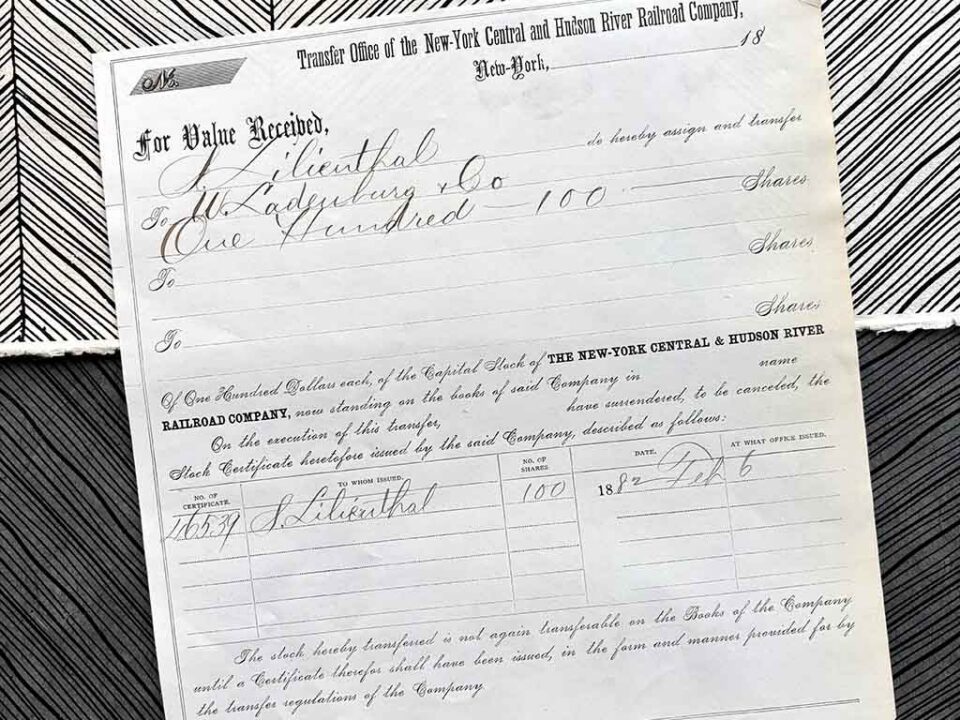 Transfer Office of the New-York Central and Hudson River Railroad Company,
No.
New-York, 18
For Value Received,
S. Lilienthal do hereby assign and transfer
To W. Ladenburg & Co
One Hundred — 100 — Shares
To Shares
To Shares
Of One Hundred Dollars each, of the Capital Stock of THE NEW-YORK CENTRAL & HUDSON RIVER
RAILROAD COMPANY, now standing on the books of said Company in name
On the execution of this transfer, have surrendered, to be canceled, the
Stock Certificate heretofore issued by the said Company, described as follows:
NO. OF CERTIFICATE. TO WHOM ISSUED. NO. OF SHARES. DATE. AT WHAT OFFICE ISSUED.
46539 S. Lilienthal 100 1882 Feb 6
The stock hereby transferred is not again transferable on the Books of the Company
until a Certificate therefor shall have been issued, in the form and manner provided for by
the transfer regulations of the Company